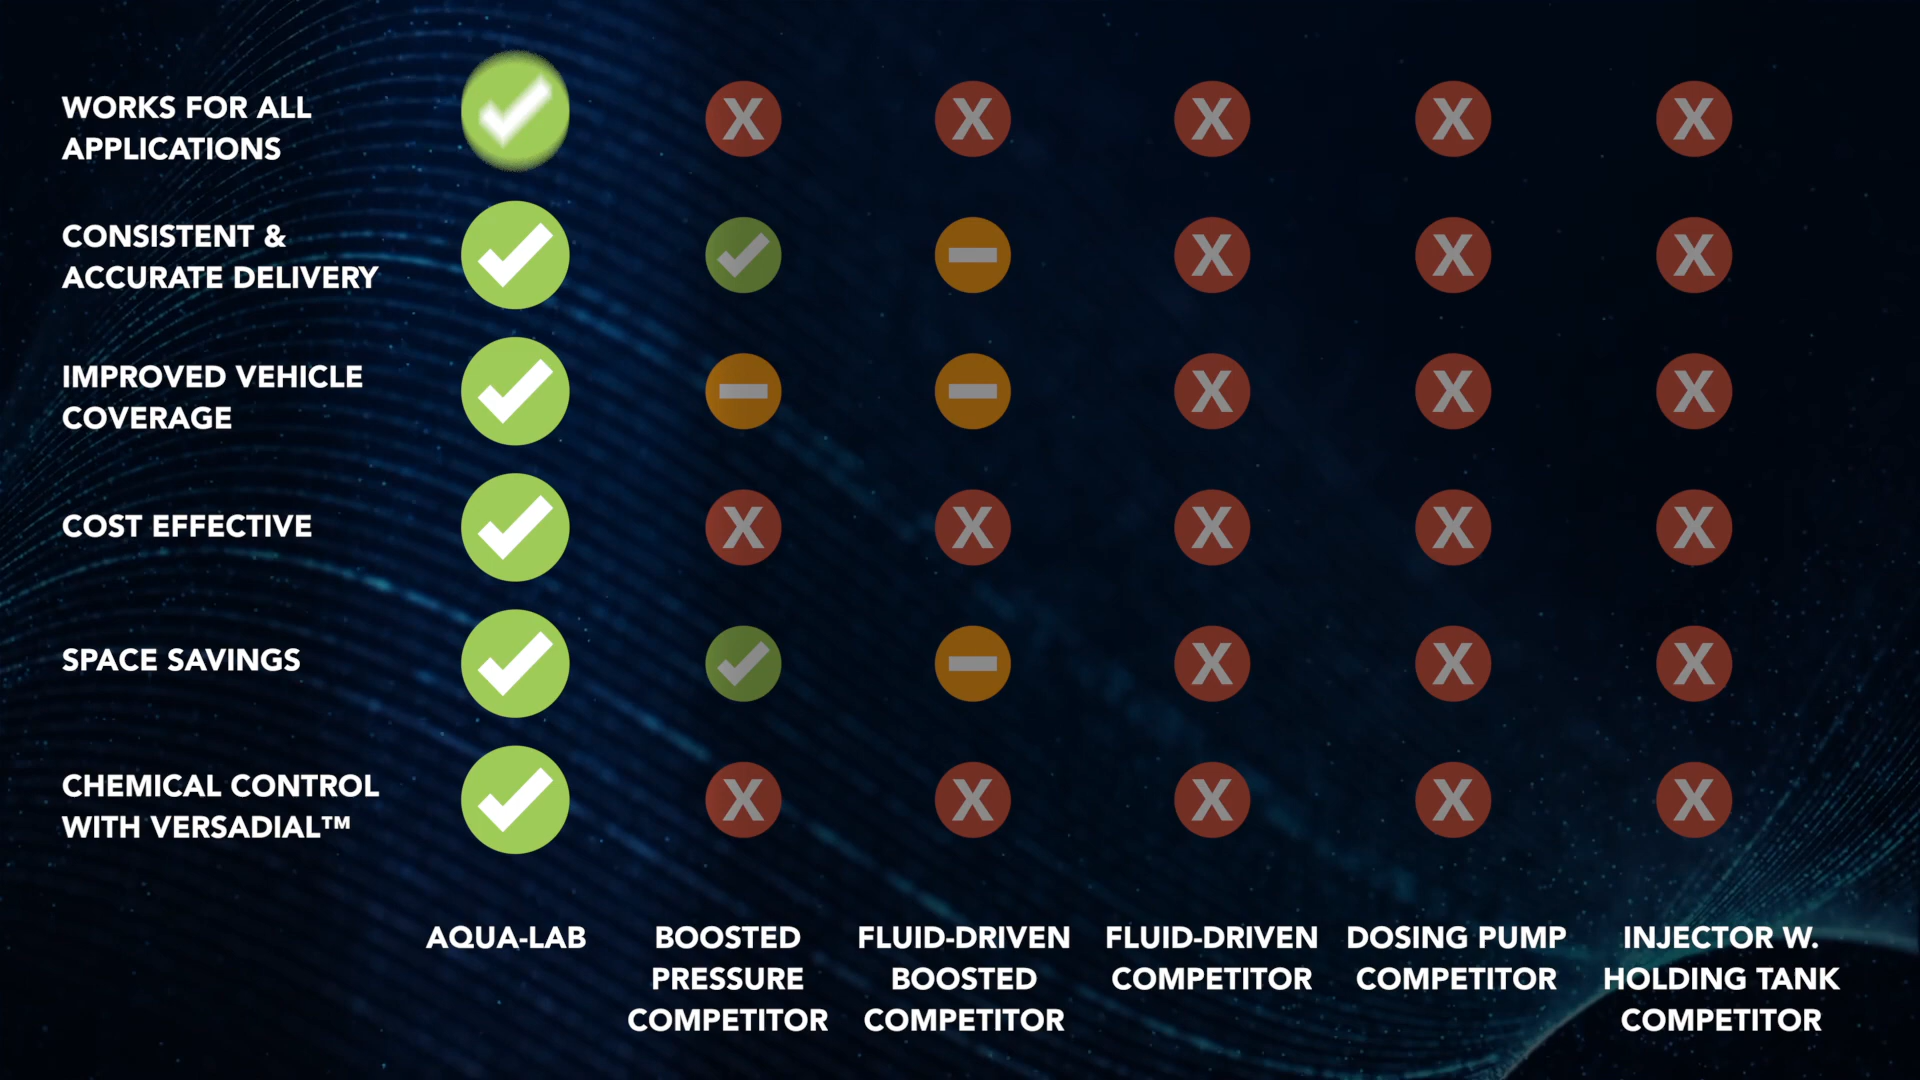 WORKS FOR ALL
APPLICATIONS
X X X X X
CONSISTENT &
ACCURATE DELIVERY
X X X
IMPROVED VEHICLE
COVERAGE
X X X
COST EFFECTIVE
X X X X X
SPACE SAVINGS
X X X
CHEMICAL CONTROL
WITH VERSADIAL™
X X X X X
AQUA-LAB
BOOSTED
PRESSURE
COMPETITOR
FLUID-DRIVEN
BOOSTED
COMPETITOR
FLUID-DRIVEN
COMPETITOR
DOSING PUMP
COMPETITOR
INJECTOR W.
HOLDING TANK
COMPETITOR